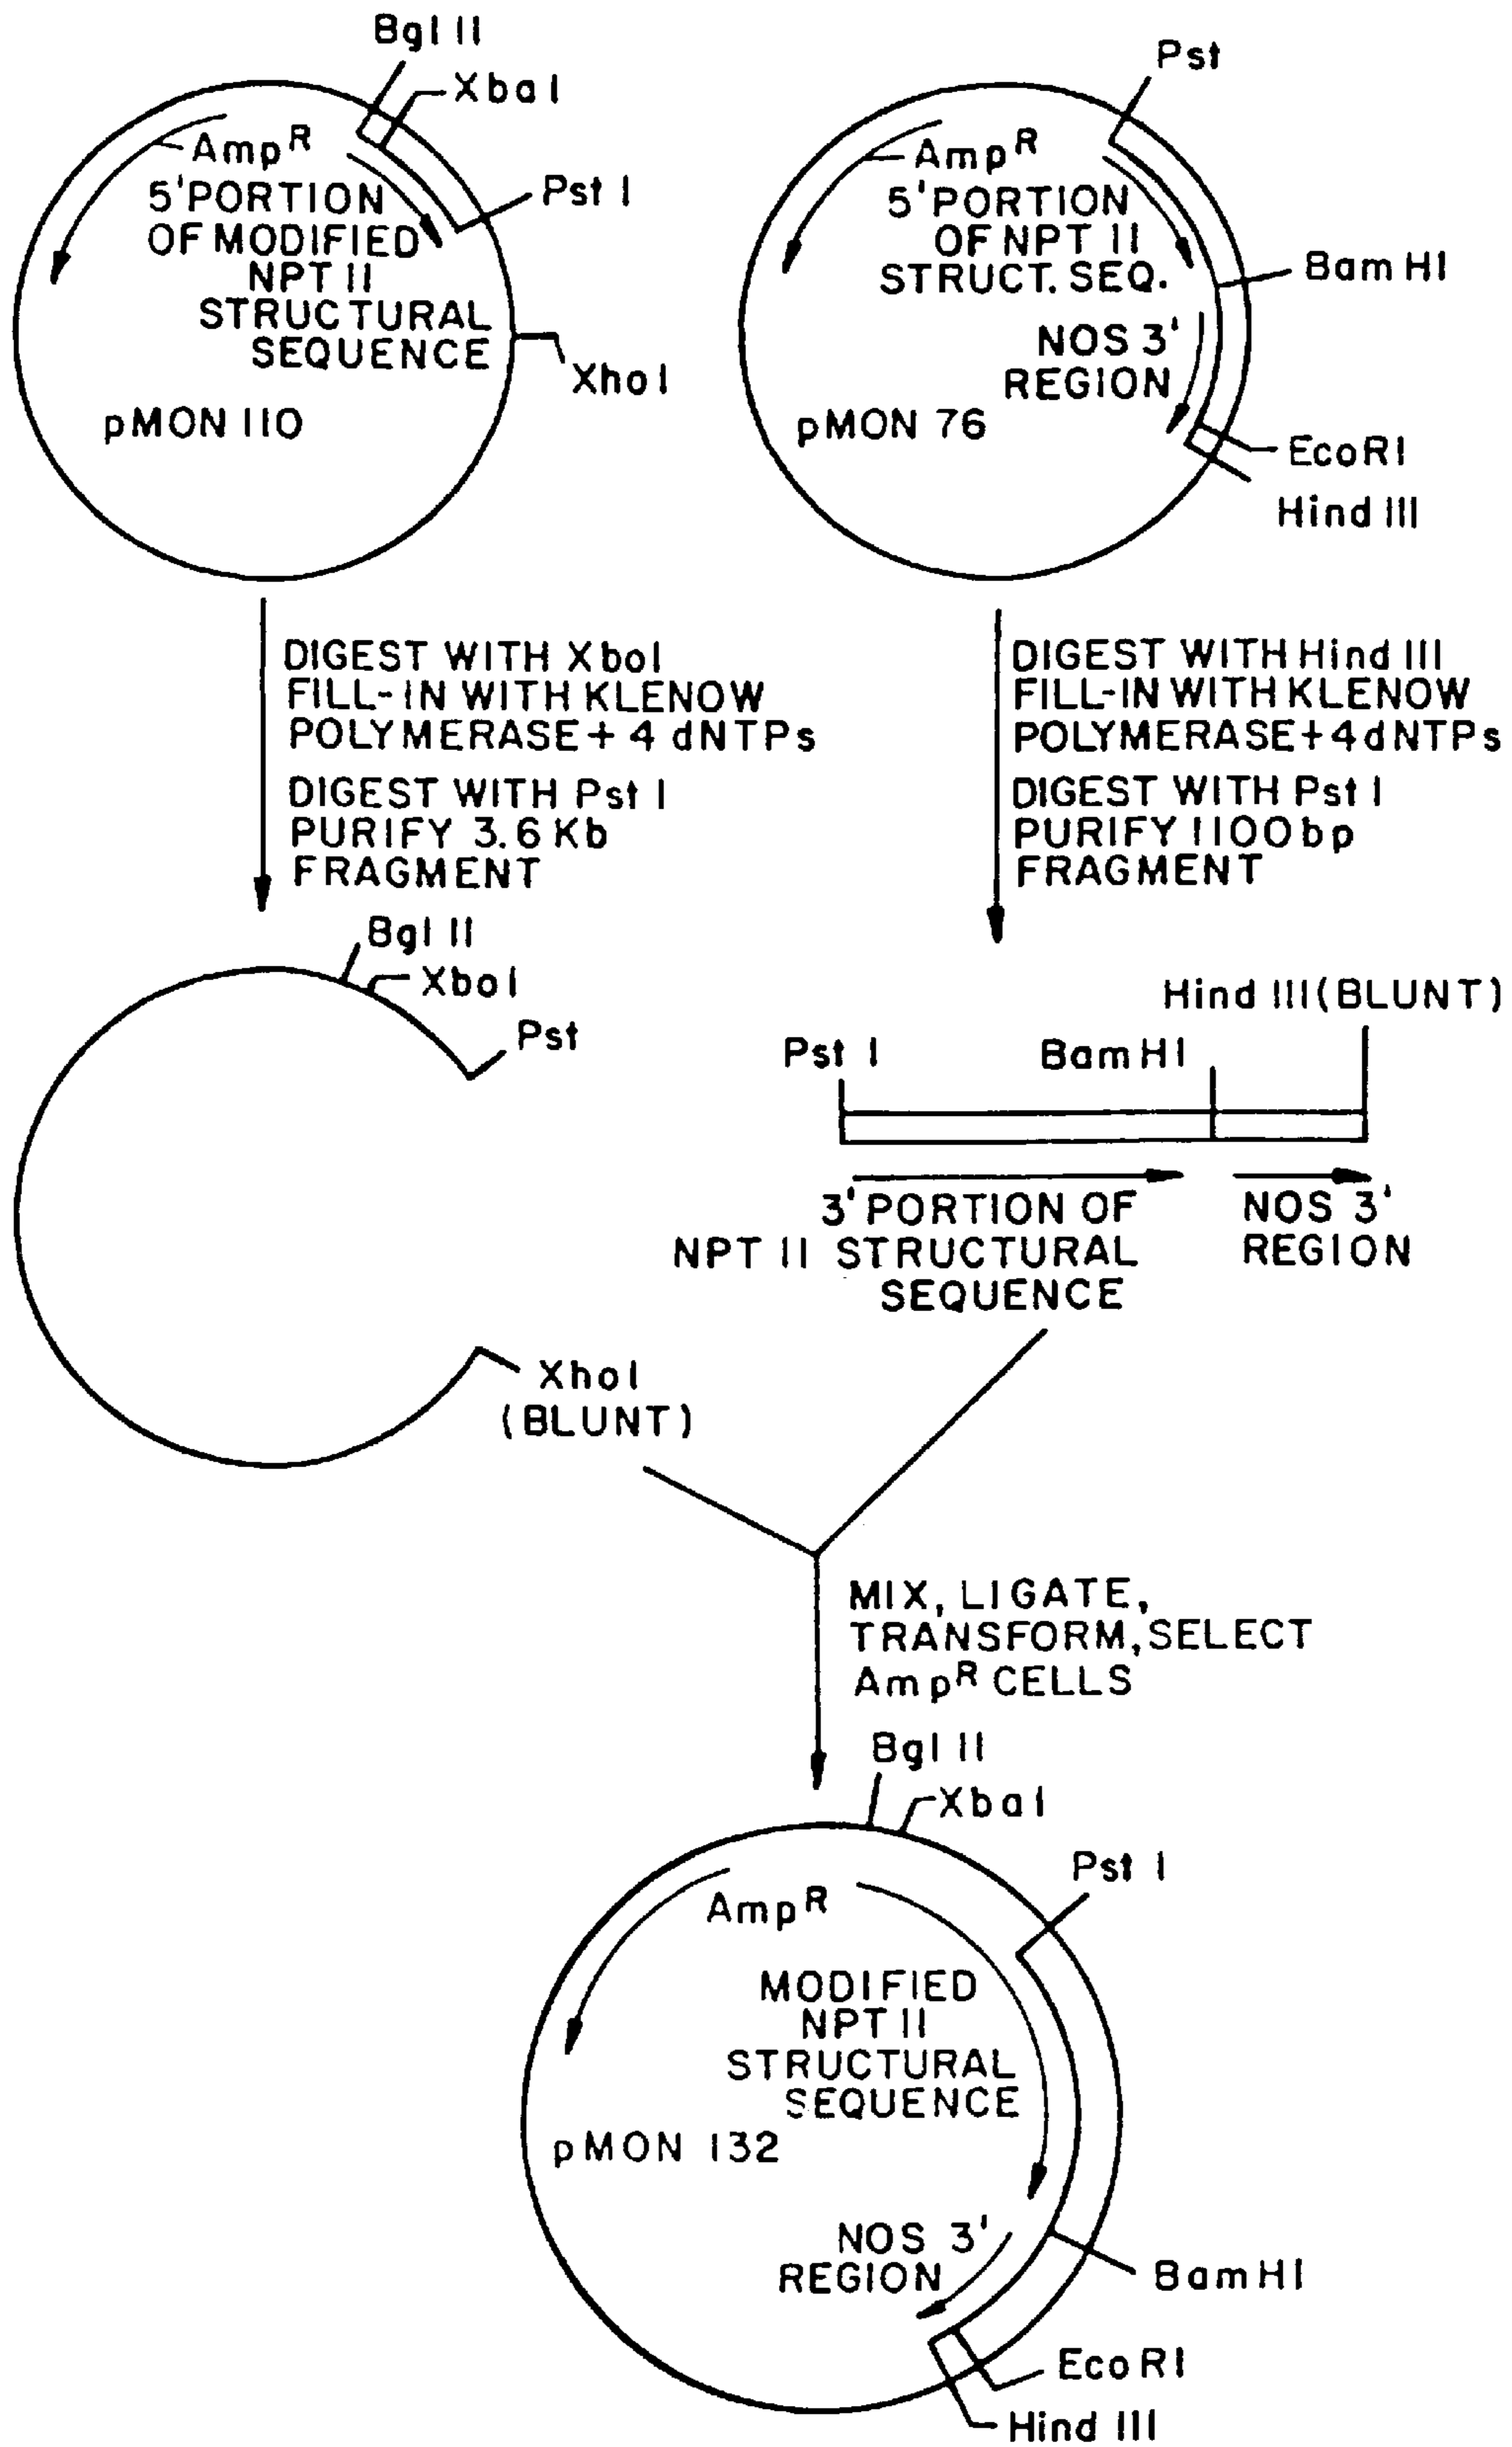 Bgl II
Xba I
Amp R
5' PORTION
OF MODIFIED
NPT II
STRUCTURAL
SEQUENCE
Pst I
Xho I
pMON 110
Pst
Amp R
5' PORTION
OF NPT II
STRUCT. SEQ.
Bam HI
NOS 3'
REGION
pMON 76
EcoRI
Hind III
DIGEST WITH XboI
FILL-IN WITH KLENOW
POLYMERASE + 4 dNTPs
DIGEST WITH Pst I
PURIFY 3.6 Kb
FRAGMENT
DIGEST WITH Hind III
FILL-IN WITH KLENOW
POLYMERASE+4dNTPs
DIGEST WITH Pst I
PURIFY 1100bp
FRAGMENT
Bgl II
XboI
Pst
XhoI
(BLUNT)
Hind III (BLUNT)
Pst I
Bam HI
3' PORTION OF
NPT II STRUCTURAL
SEQUENCE
NOS 3'
REGION
MIX, LIGATE,
TRANSFORM, SELECT
Amp R CELLS
Bgl II
Xba I
Pst I
Amp R
MODIFIED
NPT II
STRUCTURAL
SEQUENCE
pMON 132
NOS 3'
REGION
Bam HI
Eco RI
Hind III